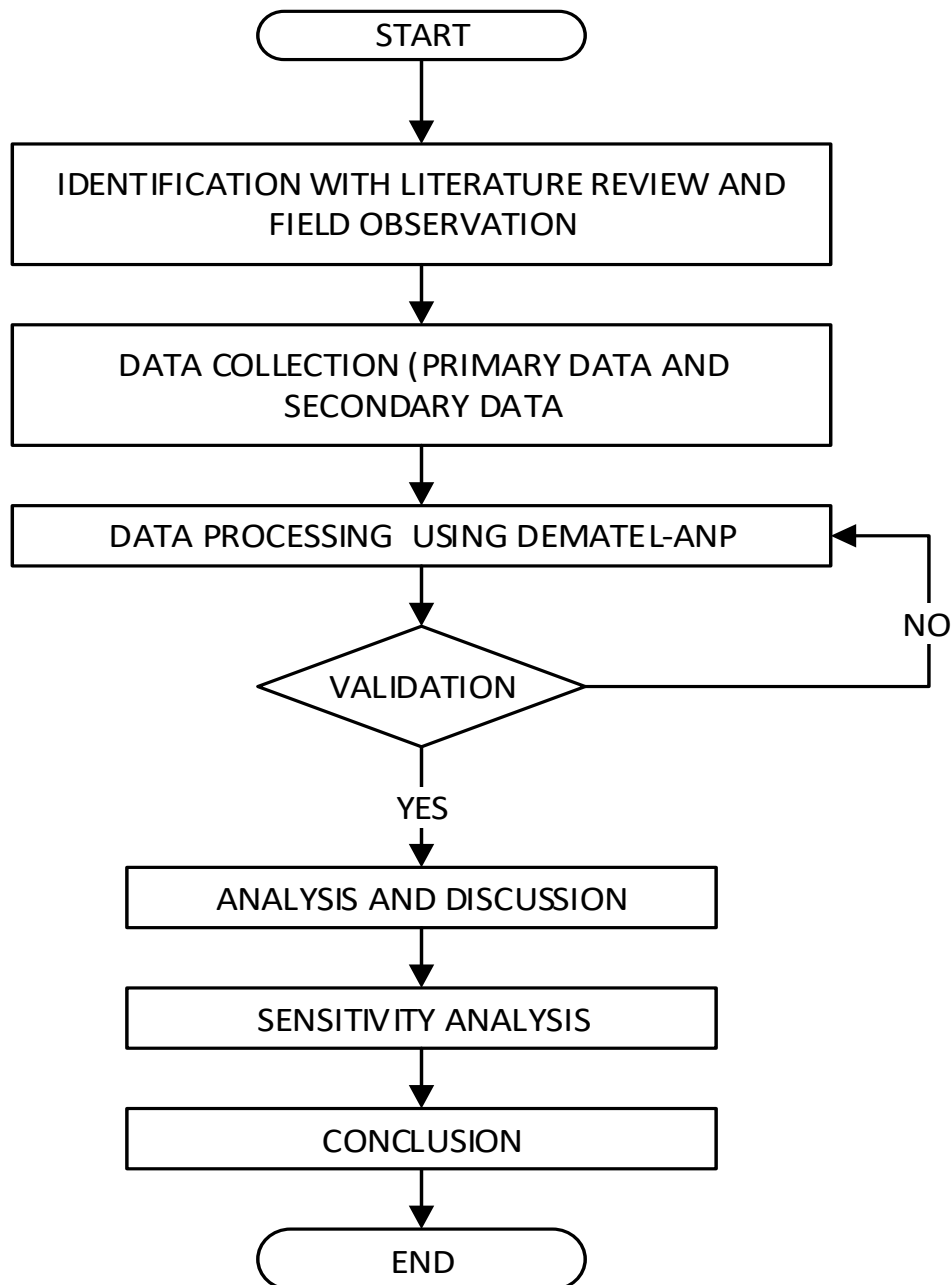 START
IDENTIFICATION WITH LITERATURE REVIEW AND
FIELD OBSERVATION
DATA COLLECTION (PRIMARY DATA AND
SECONDARY DATA
DATA PROCESSING  USING DEMATEL-ANP
NO
VALIDATION
YES
ANALYSIS AND DISCUSSION
SENSITIVITY ANALYSIS
CONCLUSION
END